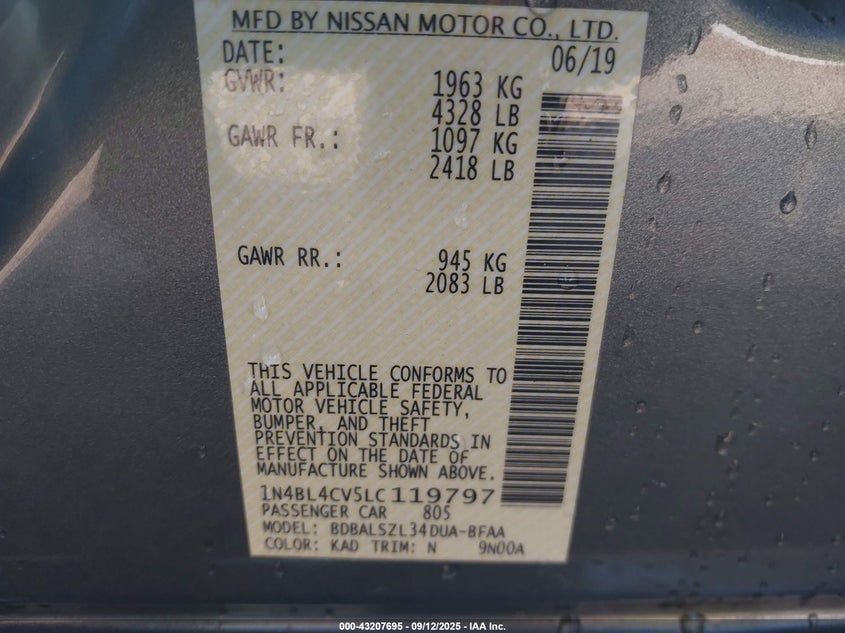 MFD BY NISSAN MOTOR CO., LTD.
DATE: 06/19
GVWR: 1963 KG
4328 LB
GAWR FR.: 1097 KG
2418 LB
GAWR RR.: 945 KG
2083 LB
THIS VEHICLE CONFORMS TO
ALL APPLICABLE FEDERAL
MOTOR VEHICLE SAFETY,
BUMPER, AND THEFT
PREVENTION STANDARDS IN
EFFECT ON THE DATE OF
MANUFACTURE SHOWN ABOVE.
1N4BL4CV5LC119797
PASSENGER CAR 805
MODEL: BDBALSZL34DUA-BFAA
COLOR: KAD TRIM: N 9N00A
000-43207695 - 09/12/2025 - IAA Inc.